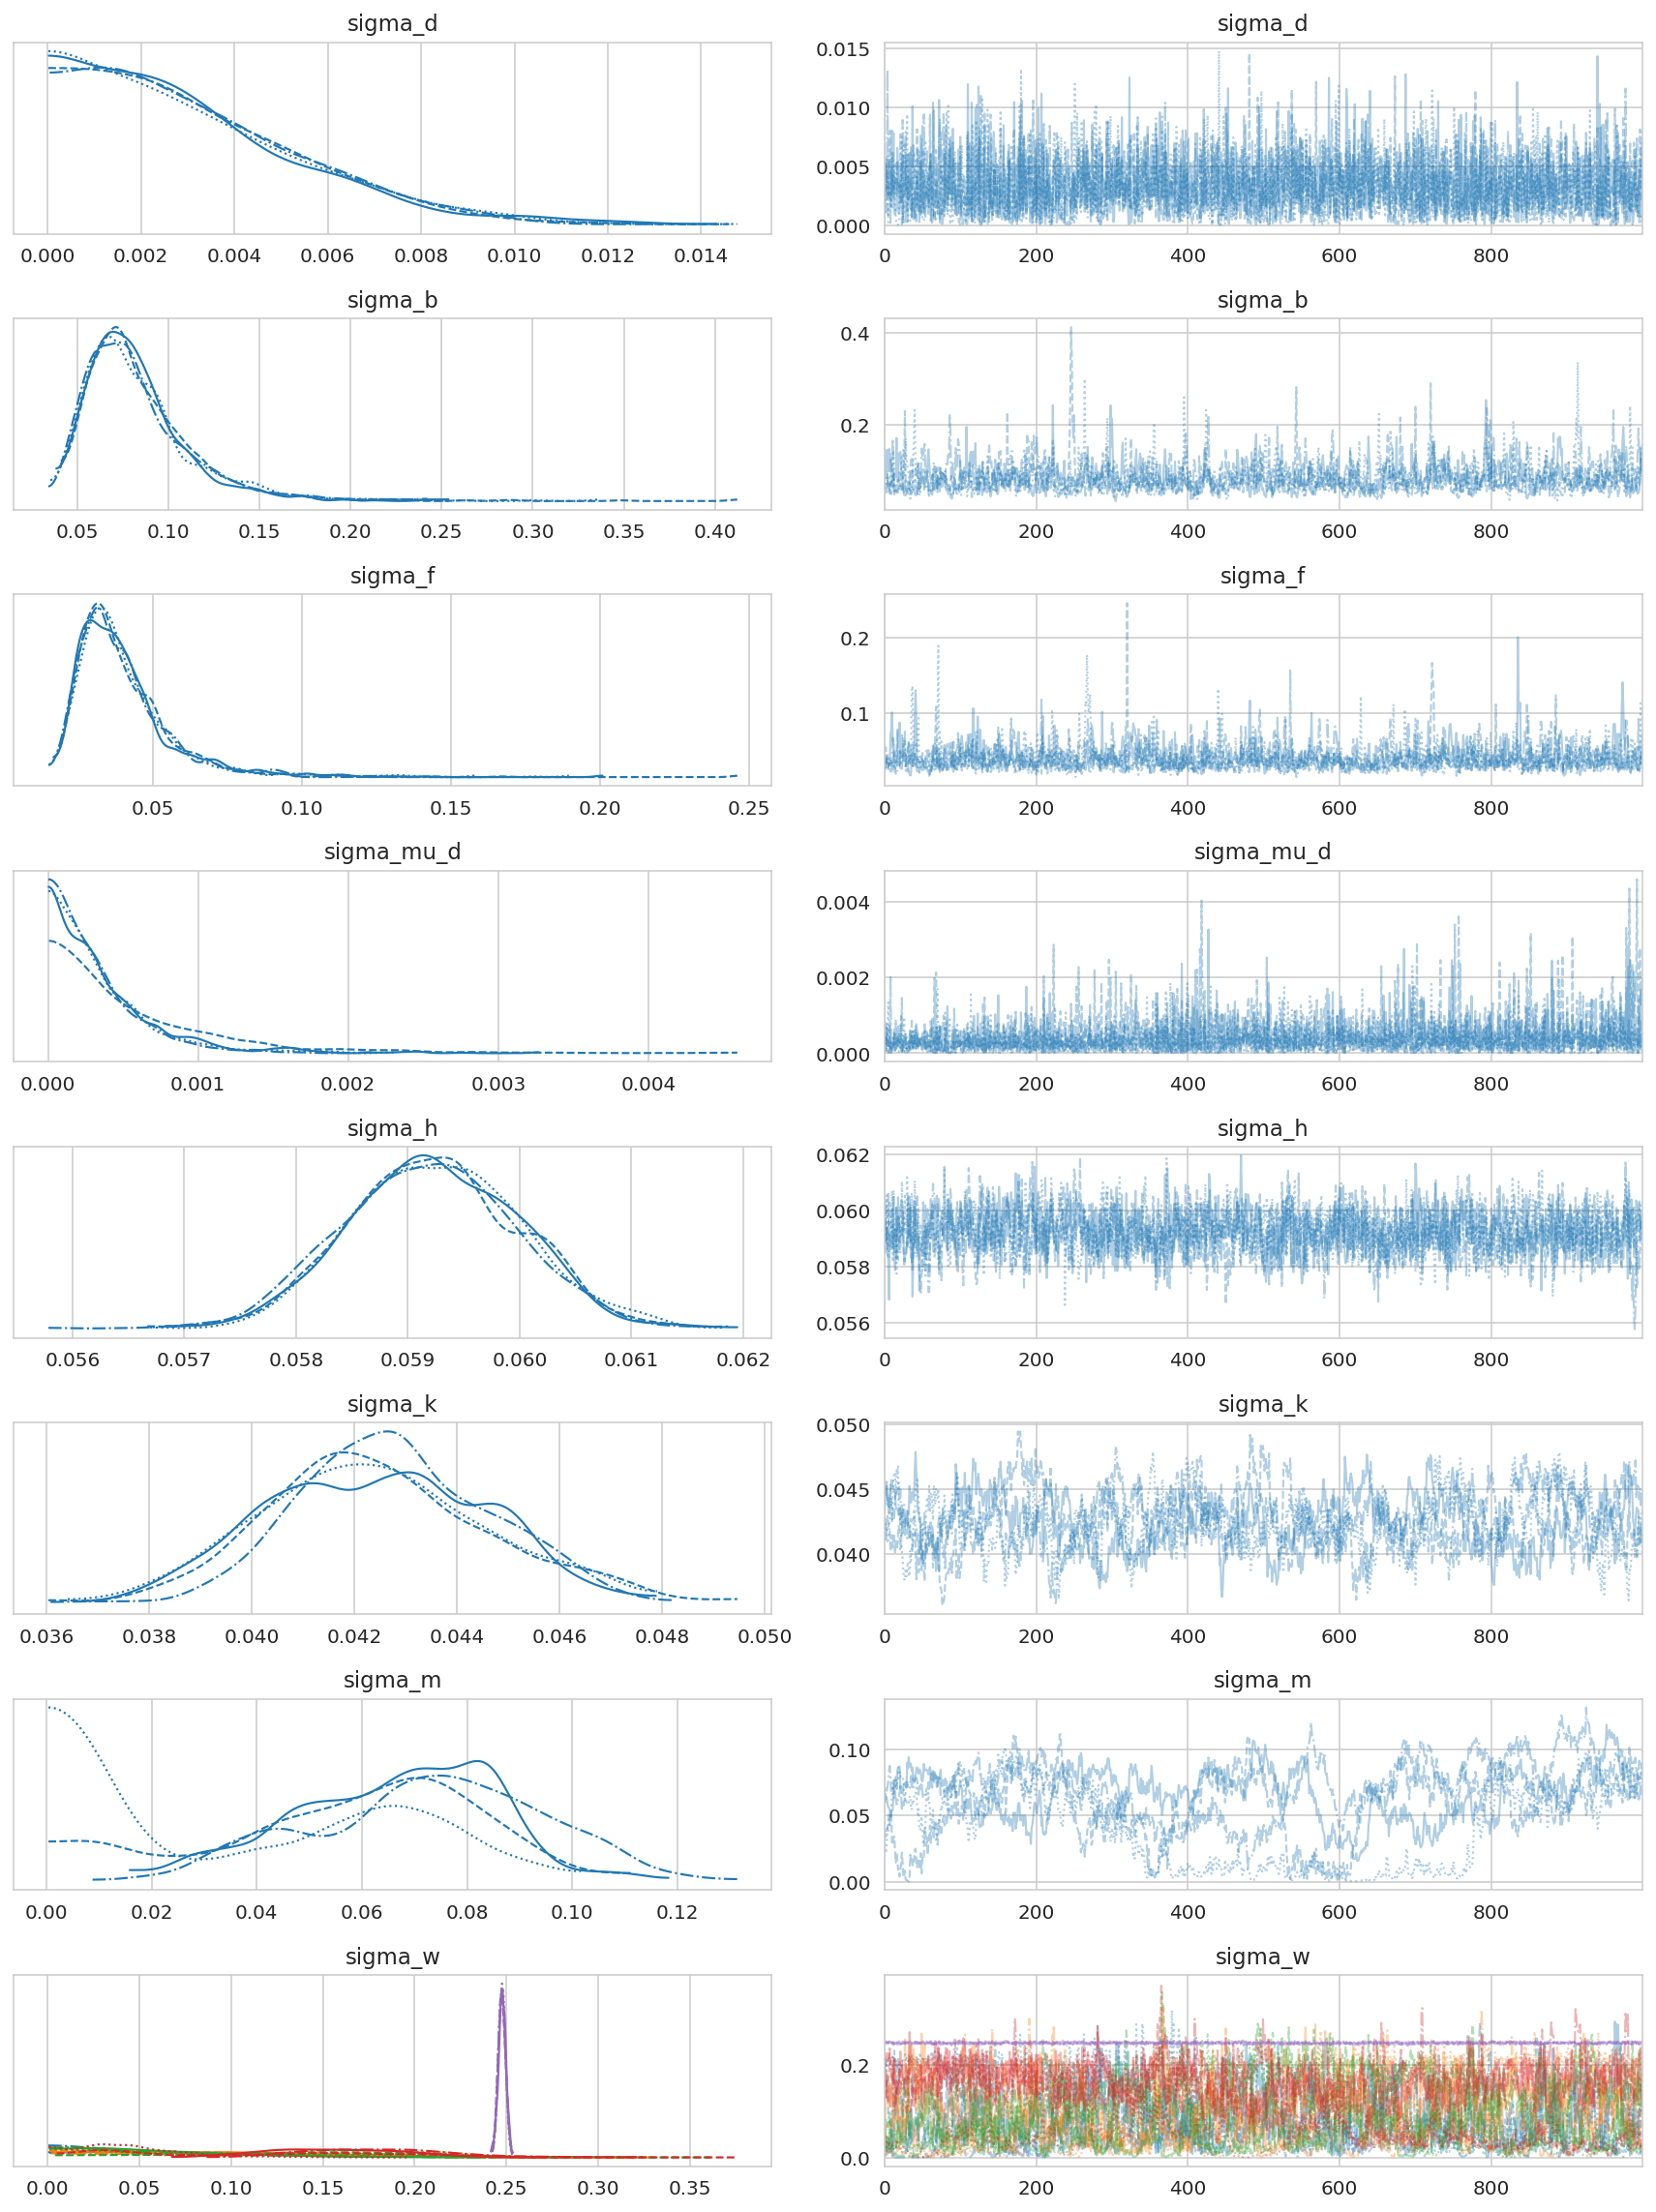 sigma_d sigma_d
0.015
0.010
0.005
0.000
0.000 0.002 0.004 0.006 0.008 0.010 0.012 0.014 0 200 400 600 800
sigma_b sigma_b
0.4
0.2
0.05 0.10 0.15 0.20 0.25 0.30 0.35 0.40 0 200 400 600 800
sigma_f sigma_f
0.2
0.1
0.05 0.10 0.15 0.20 0.25 0 200 400 600 800
sigma_mu_d sigma_mu_d
0.004
0.002
0.000
0.000 0.001 0.002 0.003 0.004 0 200 400 600 800
sigma_h sigma_h
0.062
0.060
0.058
0.056
0.056 0.057 0.058 0.059 0.060 0.061 0.062 0 200 400 600 800
sigma_k sigma_k
0.050
0.045
0.040
0.036 0.038 0.040 0.042 0.044 0.046 0.048 0.050 0 200 400 600 800
sigma_m sigma_m
0.10
0.05
0.00
0.00 0.02 0.04 0.06 0.08 0.10 0.12 0 200 400 600 800
sigma_w sigma_w
0.2
0.0
0.00 0.05 0.10 0.15 0.20 0.25 0.30 0.35 0 200 400 600 800